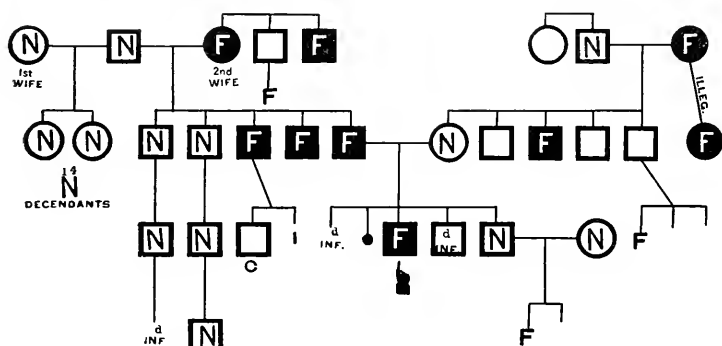 N N F F N F
1st WIFE 2nd WIFE
F
ILLEG.
N N N N F F F N F F
14
N
DECENDANTS
N N C d INF. F d INF. N N F
d INF N F